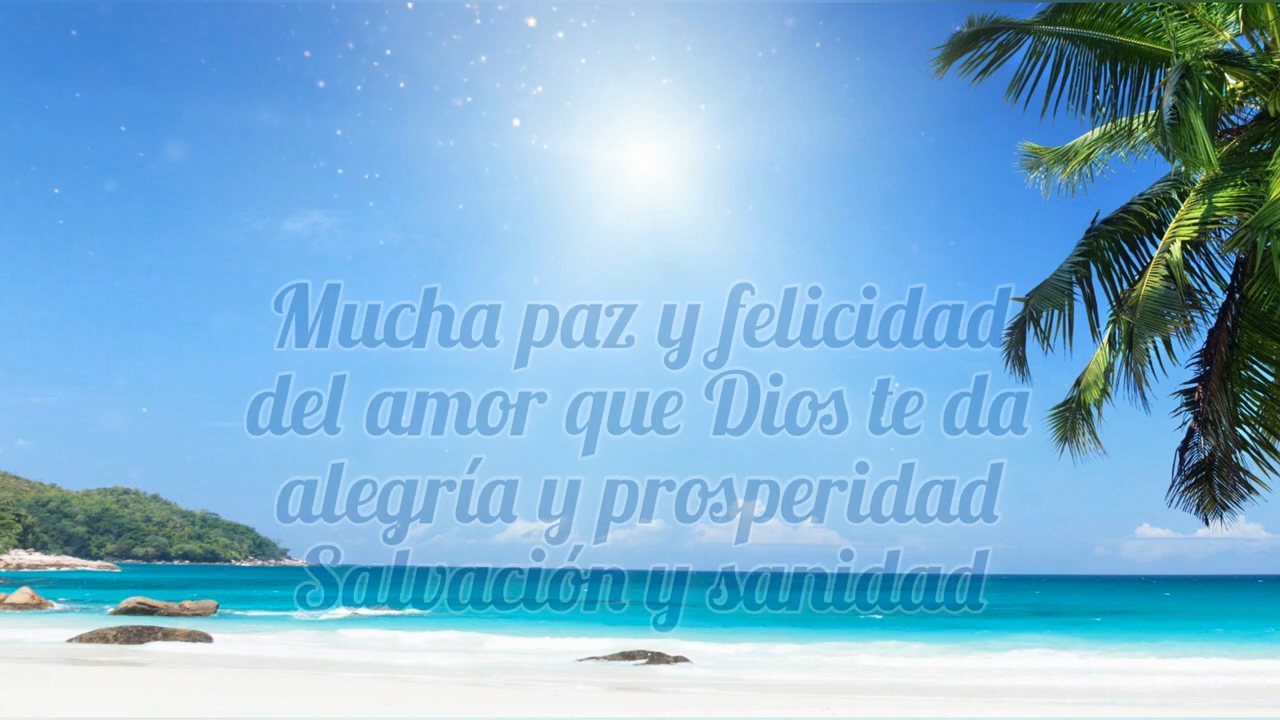 Mucha paz y felicidad
del amor que Dios te da
alegría y prosperidad
Salvación y sanidad